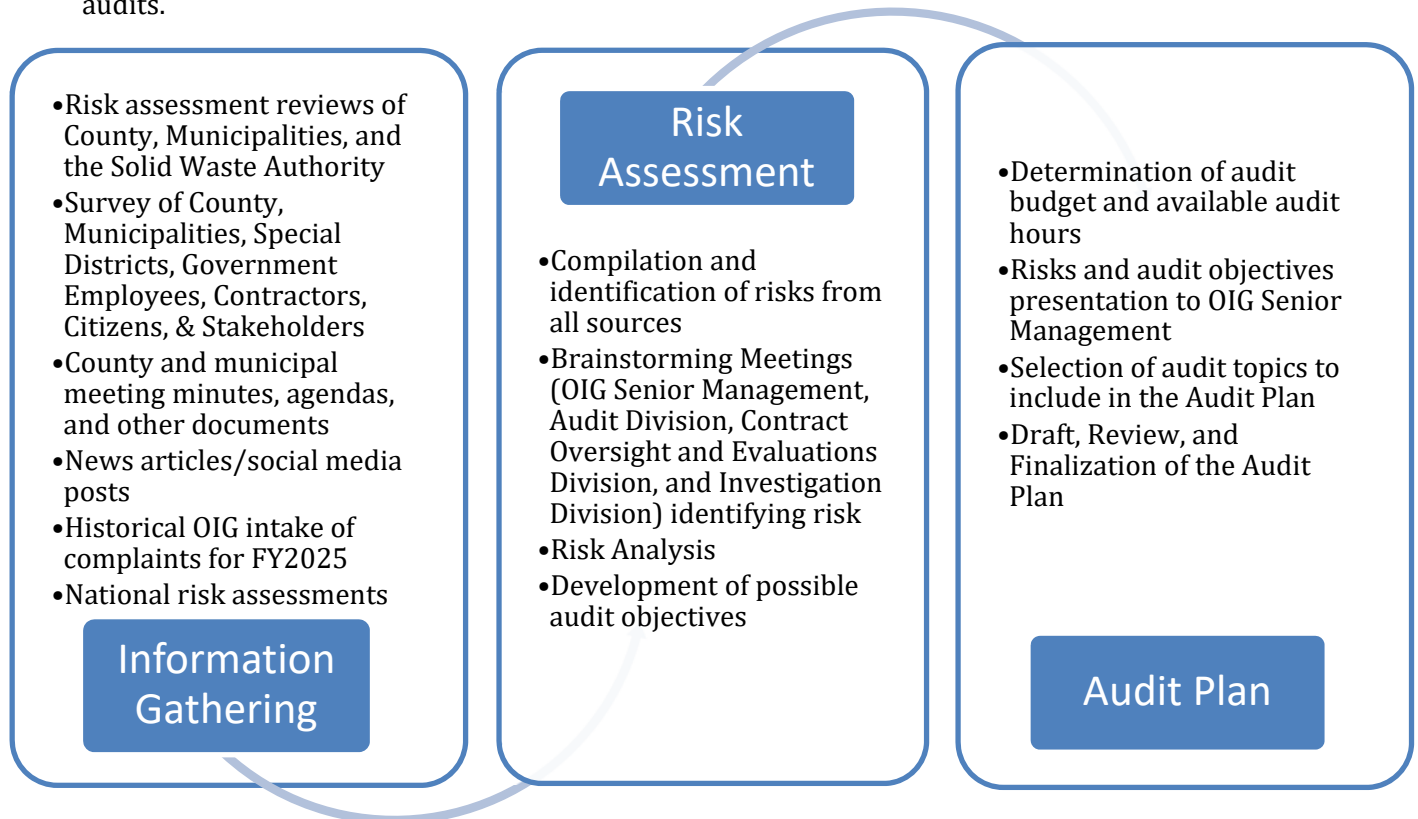 audits.
•Risk assessment reviews of
County, Municipalities, and
the Solid Waste Authority
•Survey of County,
Municipalities, Special
Districts, Government
Employees, Contractors,
Citizens, & Stakeholders
•County and municipal
meeting minutes, agendas,
and other documents
•News articles/social media
posts
•Historical OIG intake of
complaints for FY2025
•National risk assessments
Information
Gathering
Risk
Assessment
•Compilation and
identification of risks from
all sources
•Brainstorming Meetings
(OIG Senior Management,
Audit Division, Contract
Oversight and Evaluations
Division, and Investigation
Division) identifying risk
•Risk Analysis
•Development of possible
audit objectives
•Determination of audit
budget and available audit
hours
•Risks and audit objectives
presentation to OIG Senior
Management
•Selection of audit topics to
include in the Audit Plan
•Draft, Review, and
Finalization of the Audit
Plan
Audit Plan